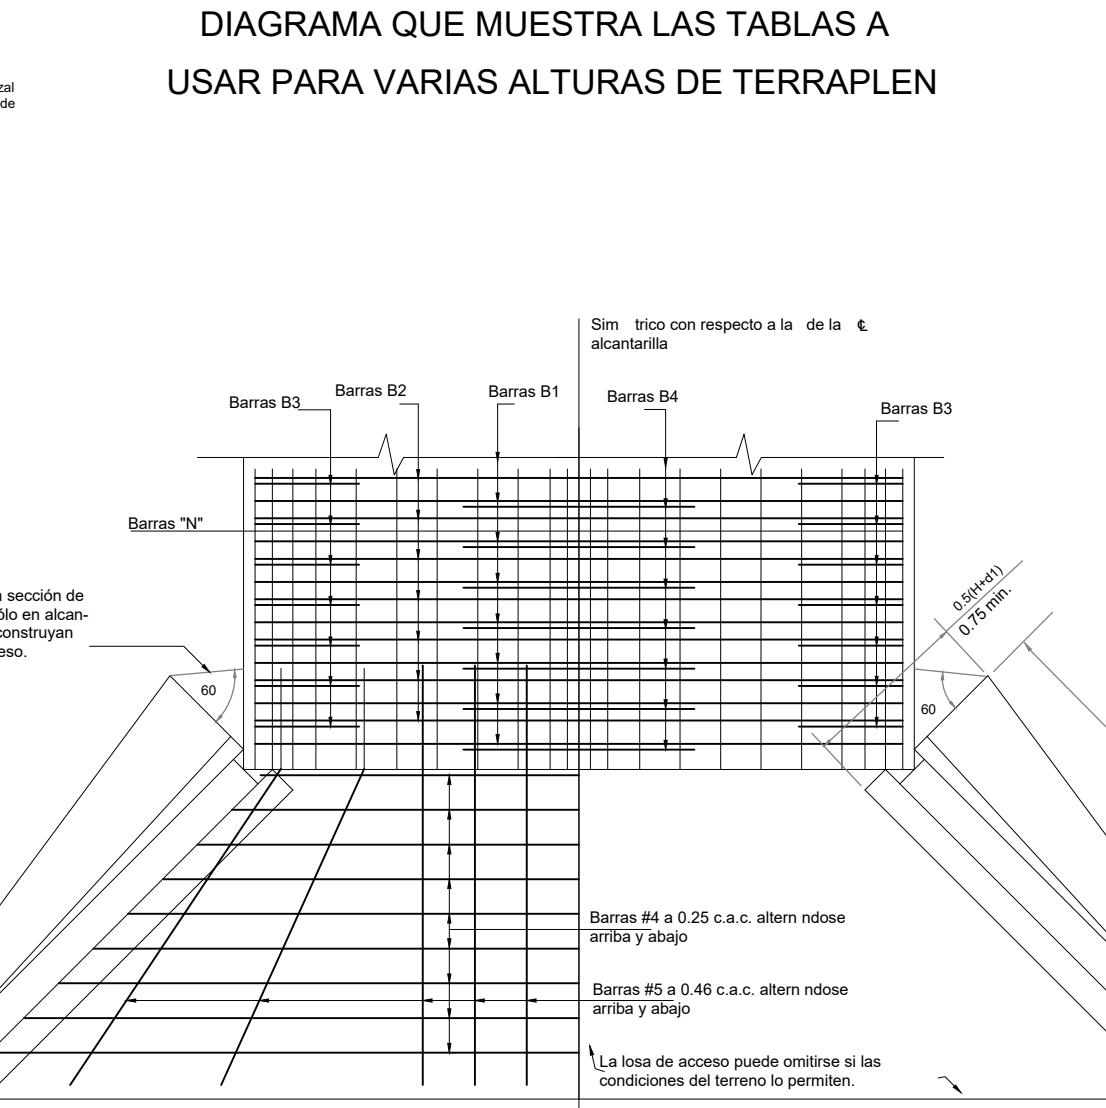 DIAGRAMA QUE MUESTRA LAS TABLAS A
USAR PARA VARIAS ALTURAS DE TERRAPLEN
zal
de
Sim trico con respecto a la de la ℄
alcantarilla
Barras B3
Barras B2
Barras B1
Barras B4
Barras B3
Barras "N"
sección de
ólo en alcan-
construyan
eso.
60
0.5(H+d1)
0.75 min.
60
Barras #4 a 0.25 c.a.c. altern ndose
arriba y abajo
Barras #5 a 0.46 c.a.c. altern ndose
arriba y abajo
La losa de acceso puede omitirse si las
condiciones del terreno lo permiten.